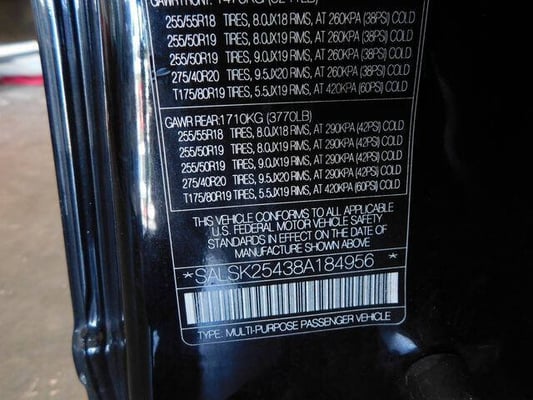 255/55R18 TIRES, 8.0JX18 RIMS, AT 260KPA (38PSI) COLD
255/50R19 TIRES, 8.0JX19 RIMS, AT 260KPA (38PSI) COLD
255/50R19 TIRES, 9.0JX19 RIMS, AT 260KPA (38PSI) COLD
275/40R20 TIRES, 9.5JX20 RIMS, AT 260KPA (38PSI) COLD
T175/80R19 TIRES, 5.5JX19 RIMS, AT 420KPA (60PSI) COLD
GAWR REAR:1710KG (3770LB)
255/55R18 TIRES, 8.0JX18 RIMS, AT 290KPA (42PSI) COLD
255/50R19 TIRES, 8.0JX19 RIMS, AT 290KPA (42PSI) COLD
255/50R19 TIRES, 9.0JX19 RIMS, AT 290KPA (42PSI) COLD
275/40R20 TIRES, 9.5JX20 RIMS, AT 290KPA (42PSI) COLD
T175/80R19 TIRES, 5.5JX19 RIMS, AT 420KPA (60PSI) COLD
THIS VEHICLE CONFORMS TO ALL APPLICABLE
U.S. FEDERAL MOTOR VEHICLE SAFETY
STANDARDS IN EFFECT ON THE DATE OF
MANUFACTURE SHOWN ABOVE
*SALSK25438A184956*
TYPE: MULTI-PURPOSE PASSENGER VEHICLE